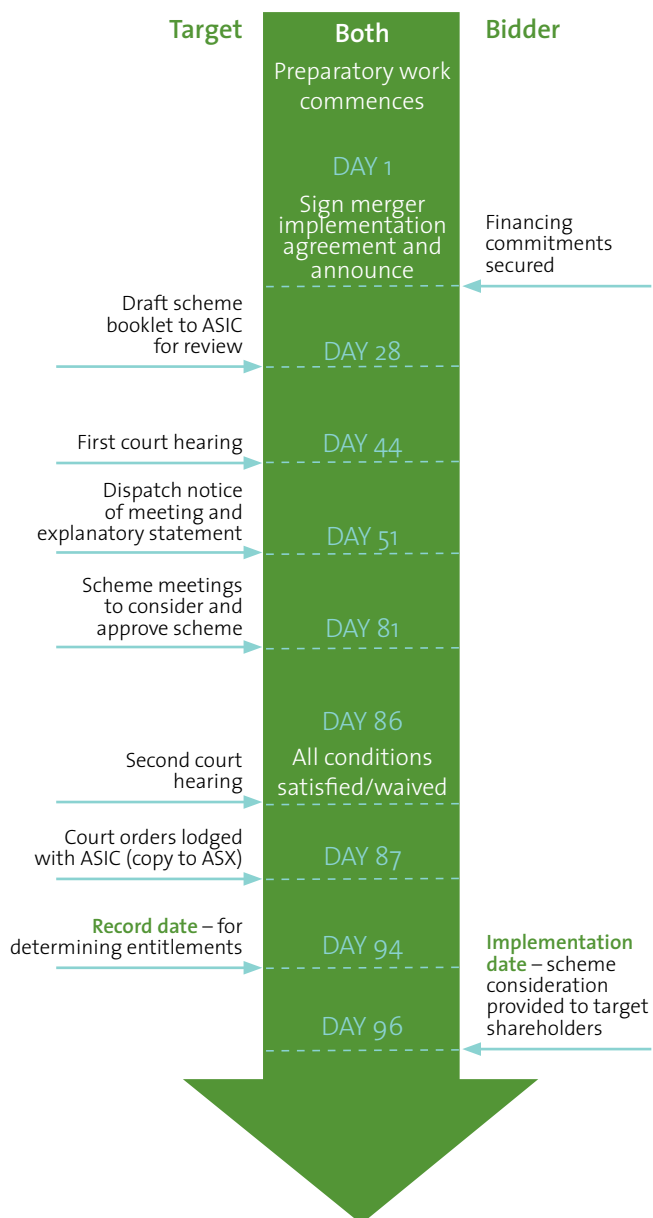 Target
Both
Bidder
Preparatory work
commences
DAY 1
Sign merger
implementation
agreement and
announce
Financing
commitments
secured
Draft scheme
booklet to ASIC
for review
DAY 28
First court hearing
DAY 44
Dispatch notice
of meeting and
explanatory statement
DAY 51
Scheme meetings
to consider and
approve scheme
DAY 81
DAY 86
All conditions
satisfied/waived
Second court
hearing
Court orders lodged
with ASIC (copy to ASX)
DAY 87
Record date – for
determining entitlements
DAY 94
Implementation
date – scheme
consideration
provided to target
shareholders
DAY 96